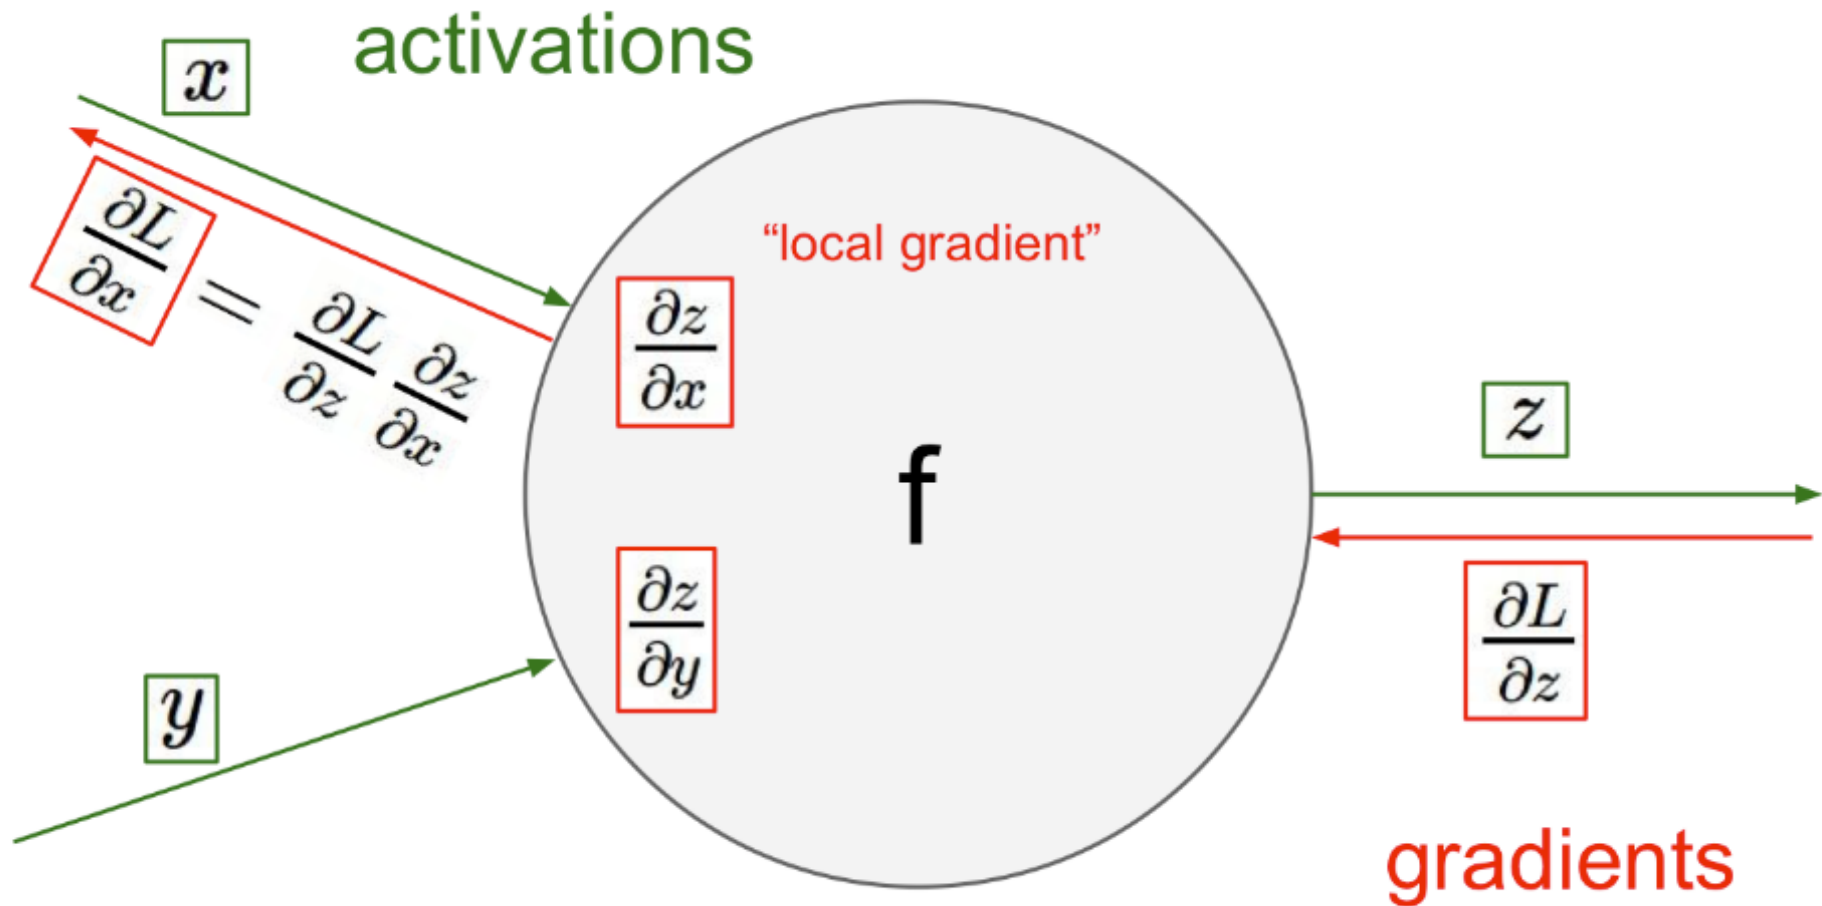 activations
x
∂L/∂x = ∂L/∂z ∂z/∂x
“local gradient”
∂z/∂x
f
z
∂z/∂y
∂L/∂z
y
gradients